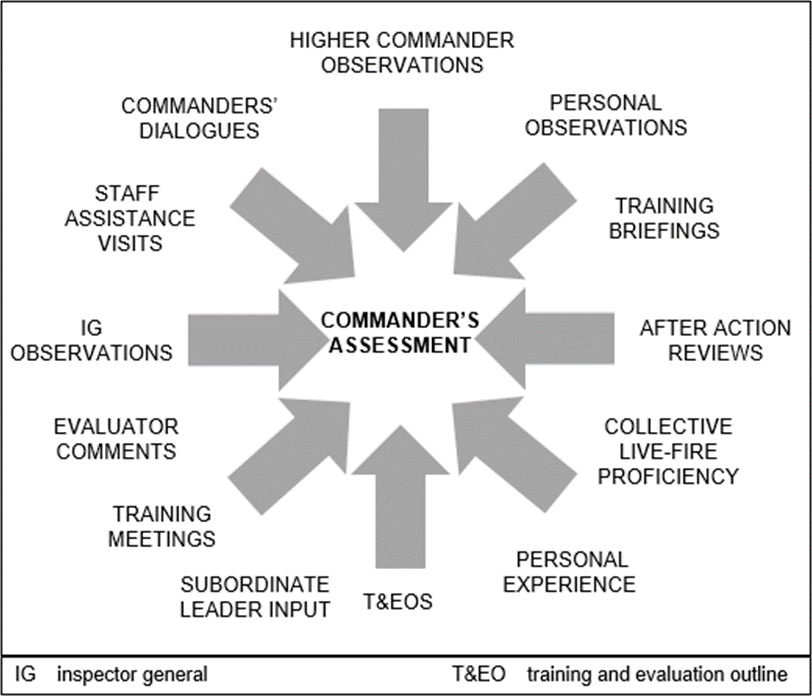 HIGHER COMMANDER
OBSERVATIONS
PERSONAL
OBSERVATIONS
TRAINING
BRIEFINGS
AFTER ACTION
REVIEWS
COLLECTIVE
LIVE-FIRE
PROFICIENCY
PERSONAL
EXPERIENCE
T&EOS
SUBORDINATE
LEADER INPUT
TRAINING
MEETINGS
EVALUATOR
COMMENTS
IG
OBSERVATIONS
STAFF
ASSISTANCE
VISITS
COMMANDERS’
DIALOGUES
COMMANDER’S
ASSESSMENT
IG inspector general
T&EO training and evaluation outline